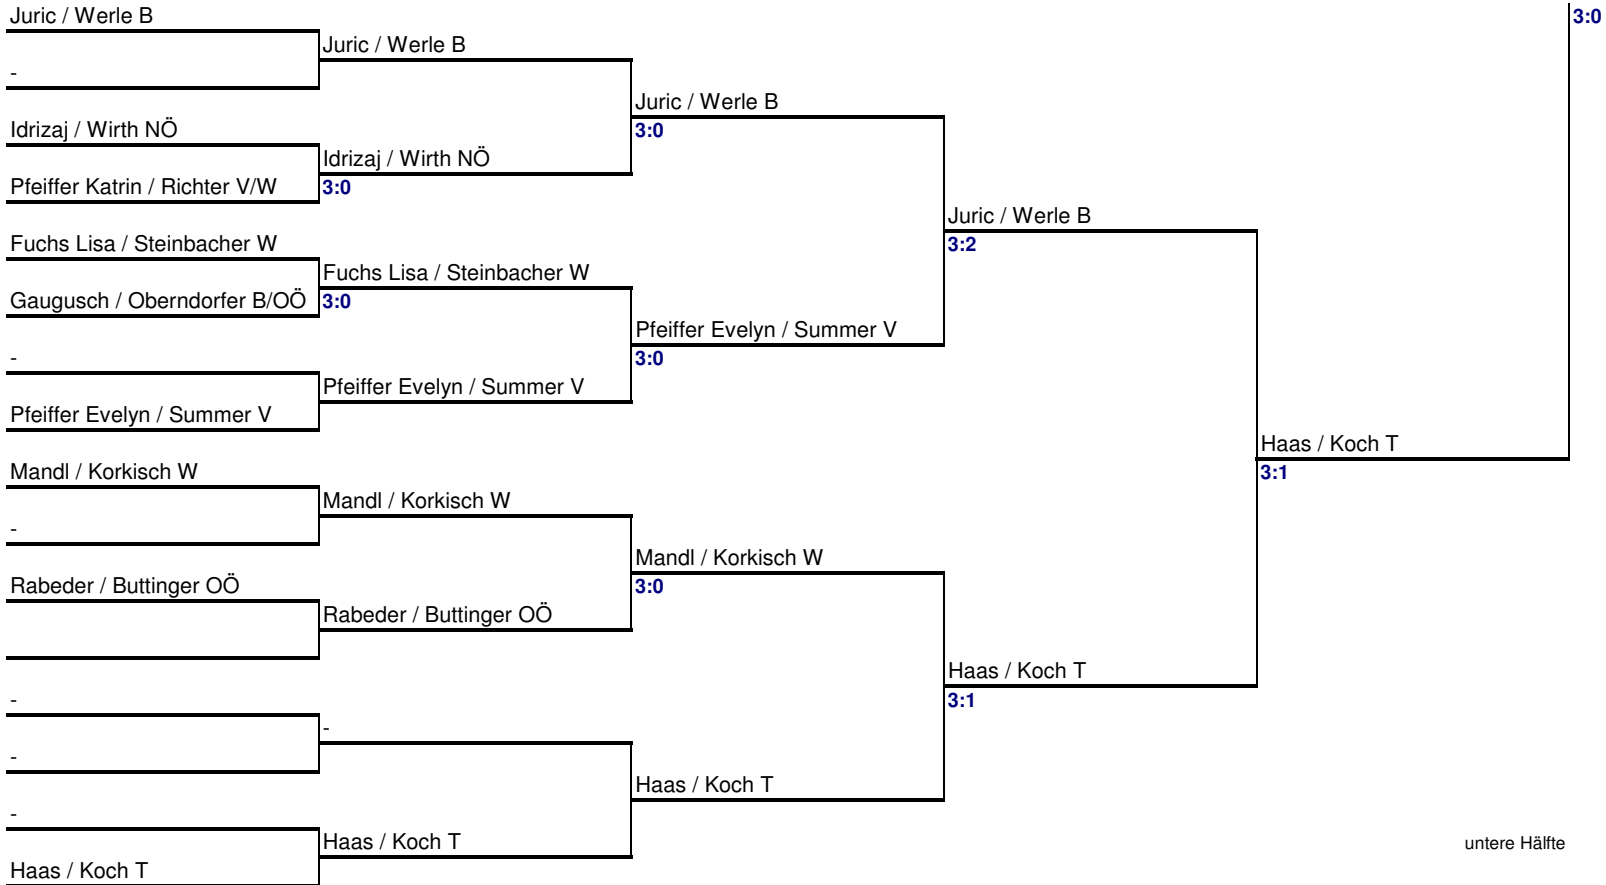 Juric / Werle B
-
Idrizaj / Wirth NÖ
Pfeiffer Katrin / Richter V/W
Fuchs Lisa / Steinbacher W
Gaugusch / Oberndorfer B/OÖ
-
Pfeiffer Evelyn / Summer V
Mandl / Korkisch W
-
Rabeder / Buttinger OÖ
-
-
-
Haas / Koch T
Juric / Werle B
Idrizaj / Wirth NÖ
3:0
Fuchs Lisa / Steinbacher W
3:0
Pfeiffer Evelyn / Summer V
Mandl / Korkisch W
Rabeder / Buttinger OÖ
-
Haas / Koch T
Juric / Werle B
3:0
Pfeiffer Evelyn / Summer V
3:0
Mandl / Korkisch W
3:0
Haas / Koch T
Juric / Werle B
3:2
Haas / Koch T
3:1
Haas / Koch T
3:1
3:0
untere Hälfte